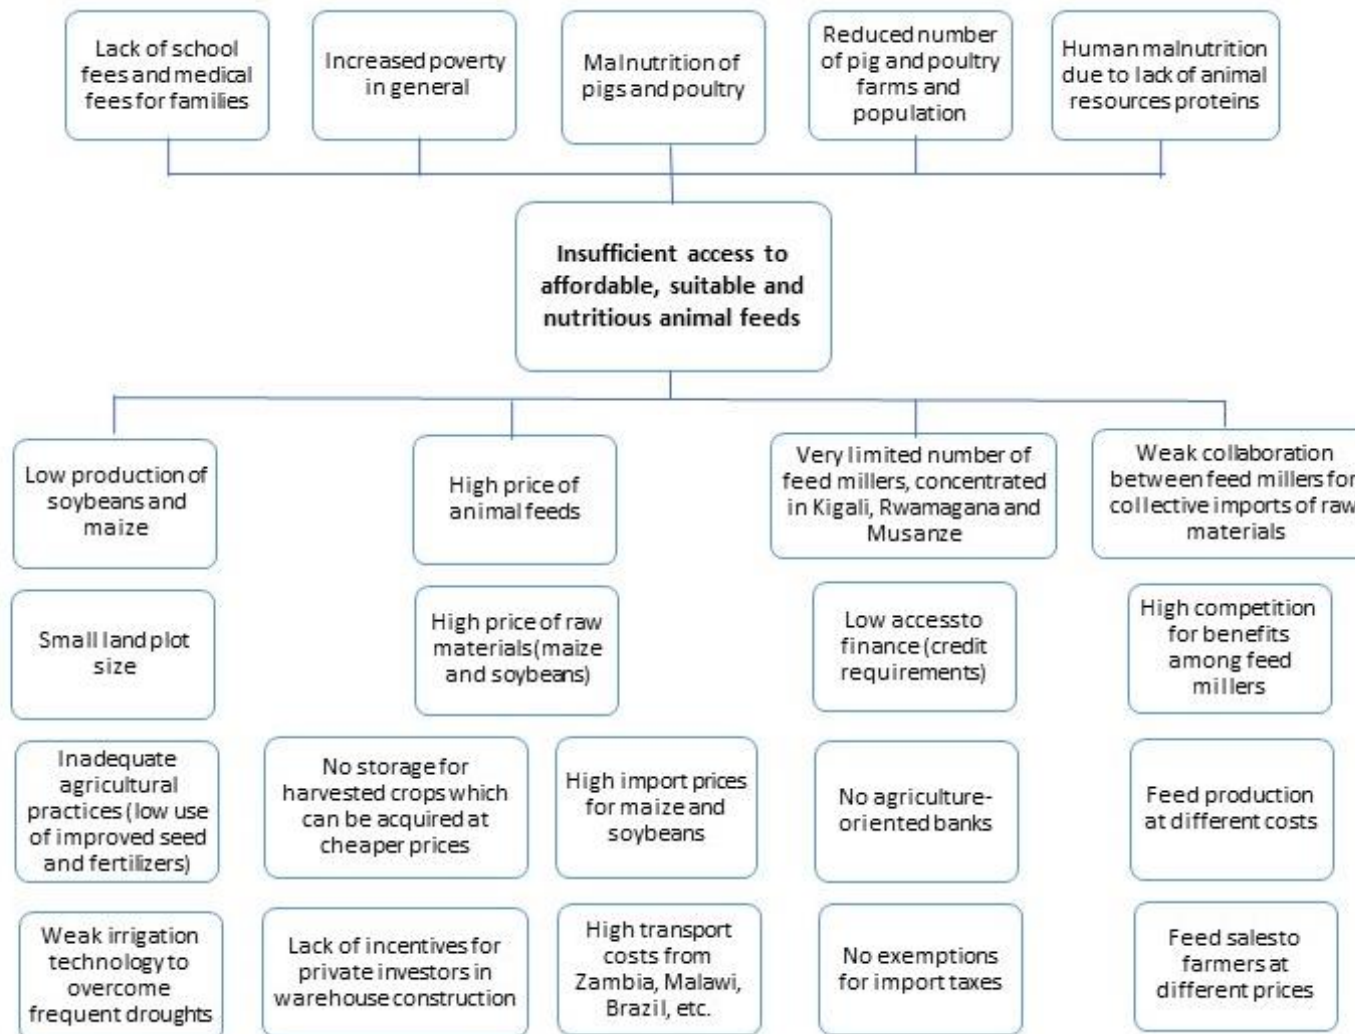 Lack of school
fees and medical
fees for families
Increased poverty
in general
Malnutrition of
pigs and poultry
Reduced number
of pig and poultry
farms and
population
Human malnutrition
due to lack of animal
resources proteins
Insufficient access to
affordable, suitable and
nutritious animal feeds
Low production of
soybeans and
maize
High price of
animal feeds
Very limited number of
feed millers, concentrated
in Kigali, Rwamagana and
Musanze
Weak collaboration
between feed millers for
collective imports of raw
materials
Small land plot
size
High price of raw
materials (maize
and soybeans)
Low access to
finance (credit
requirements)
High competition
for benefits
among feed
millers
Inadequate
agricultural
practices (low use
of improved seed
and fertilizers)
No storage for
harvested crops which
can be acquired at
cheaper prices
High import prices
for maize and
soybeans
No agriculture-
oriented banks
Feed production
at different costs
Weak irrigation
technology to
overcome
frequent droughts
Lack of incentives for
private investors in
warehouse construction
High transport
costs from
Zambia, Malawi,
Brazil, etc.
No exemptions
for import taxes
Feed sales to
farmers at
different prices